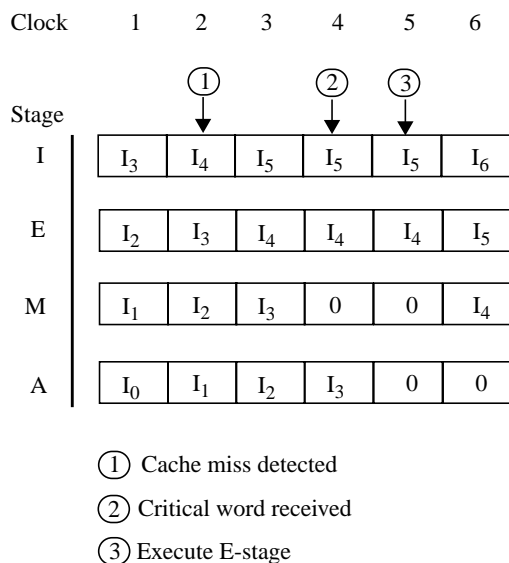 Clock 1 2 3 4 5 6
1 2 3
Stage
I I3 I4 I5 I5 I5 I6
E I2 I3 I4 I4 I4 I5
M I1 I2 I3 0 0 I4
A I0 I1 I2 I3 0 0
1 Cache miss detected
2 Critical word received
3 Execute E-stage